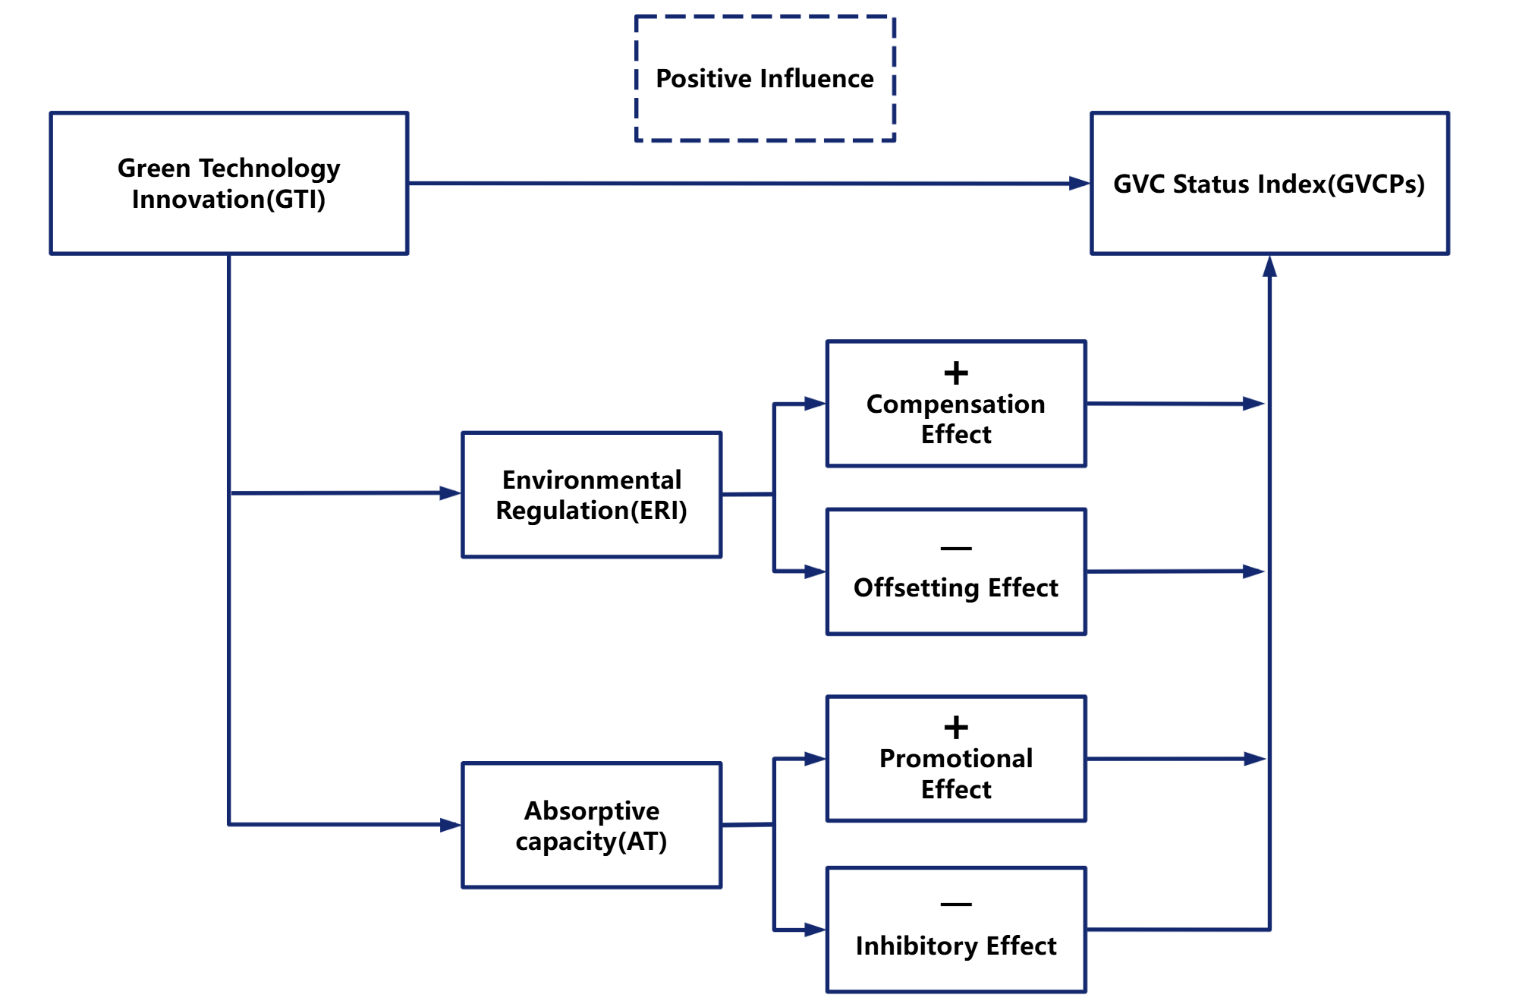 Positive Influence
Green Technology
Innovation(GTI)
GVC Status Index(GVCPs)
+
Compensation
Effect
Environmental
Regulation(ERI)
—
Offsetting Effect
+
Promotional
Effect
Absorptive
capacity(AT)
—
Inhibitory Effect